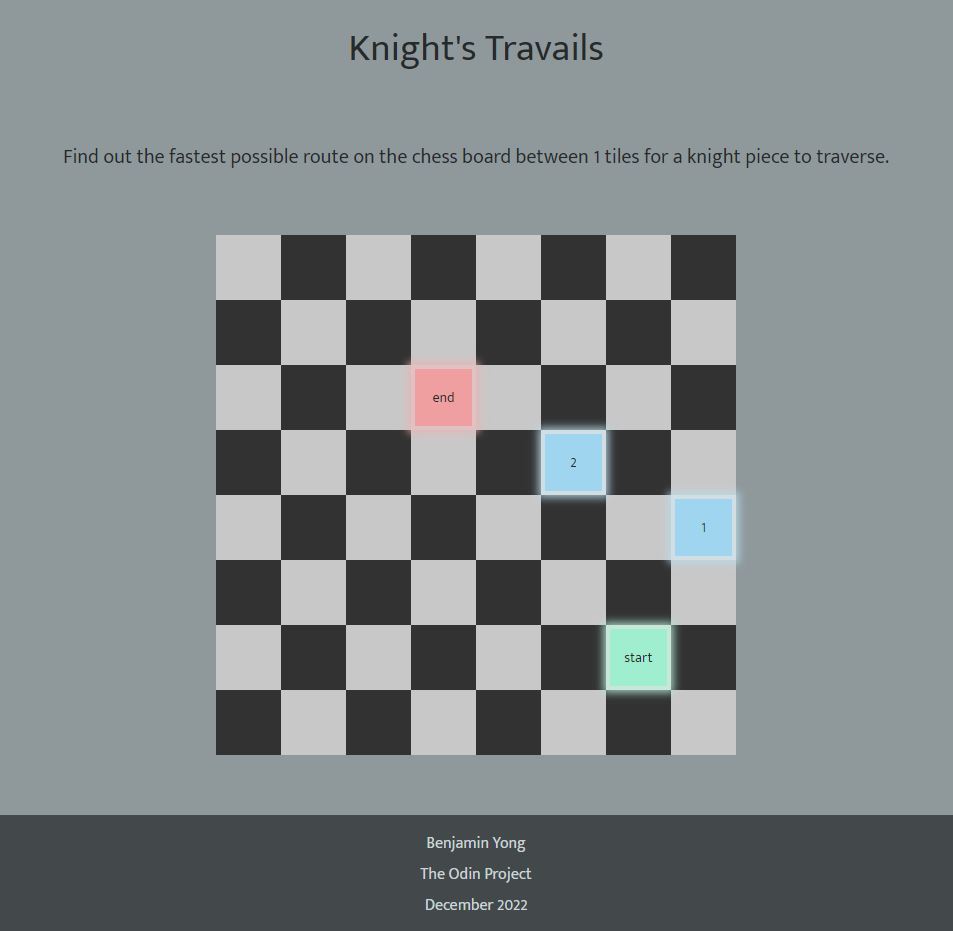 Knight's Travails
Find out the fastest possible route on the chess board between 1 tiles for a knight piece to traverse.
end
2
1
start
Benjamin Yong
The Odin Project
December 2022